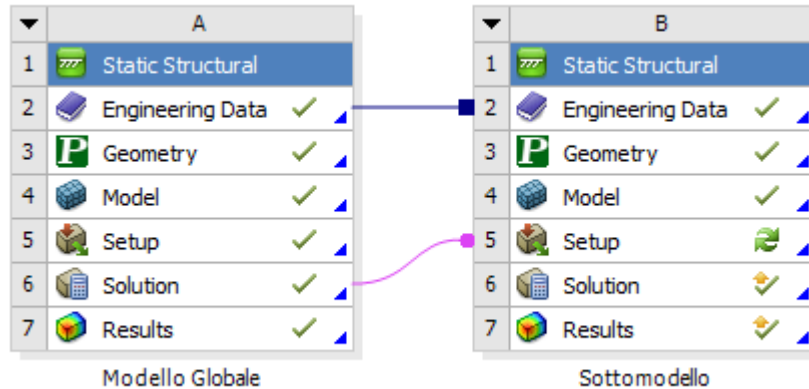 A
1 Static Structural
2 Engineering Data
3 P Geometry
4 Model
5 Setup
6 Solution
7 Results
Modello Globale
B
1 Static Structural
2 Engineering Data
3 P Geometry
4 Model
5 Setup
6 Solution
7 Results
Sottomodello